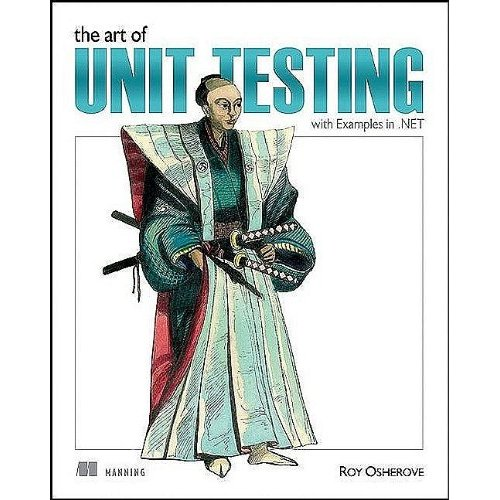 the art of
UNIT TESTING
with Examples in .NET
MANNING
ROY OSHEROVE